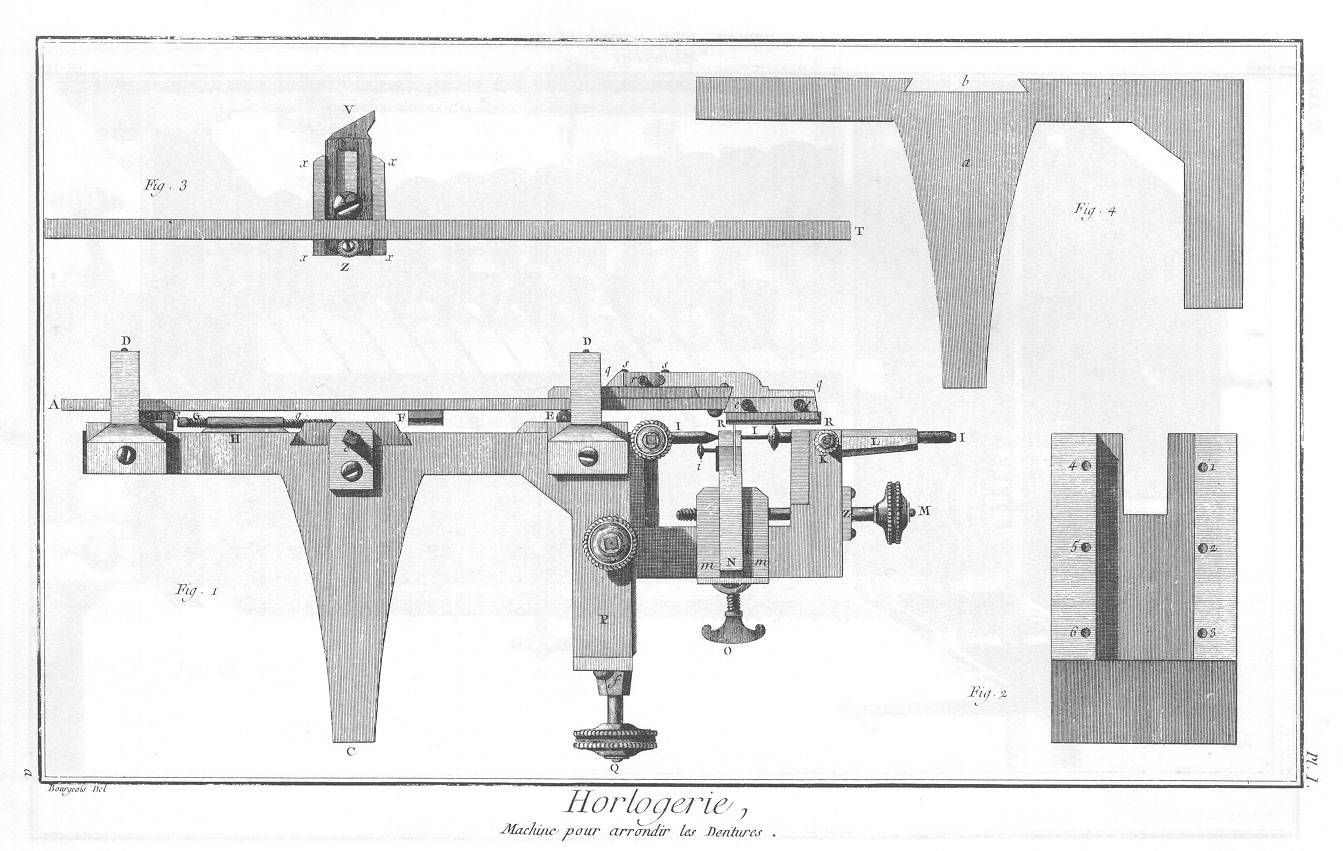 b
V
x x
Fig. 3
a
Fig. 4
T
x x
Z
D D
q s s
r q
A
E F G g F E
e t
H I R I R
L I
i K
4 1
Z M
5 2
m N m
Fig. 1
P
6 3
O
f
Fig. 2
C
Q
Bourgeois Del
Pl. I.
Horlogerie,
Machine pour arrondir les Dentures.